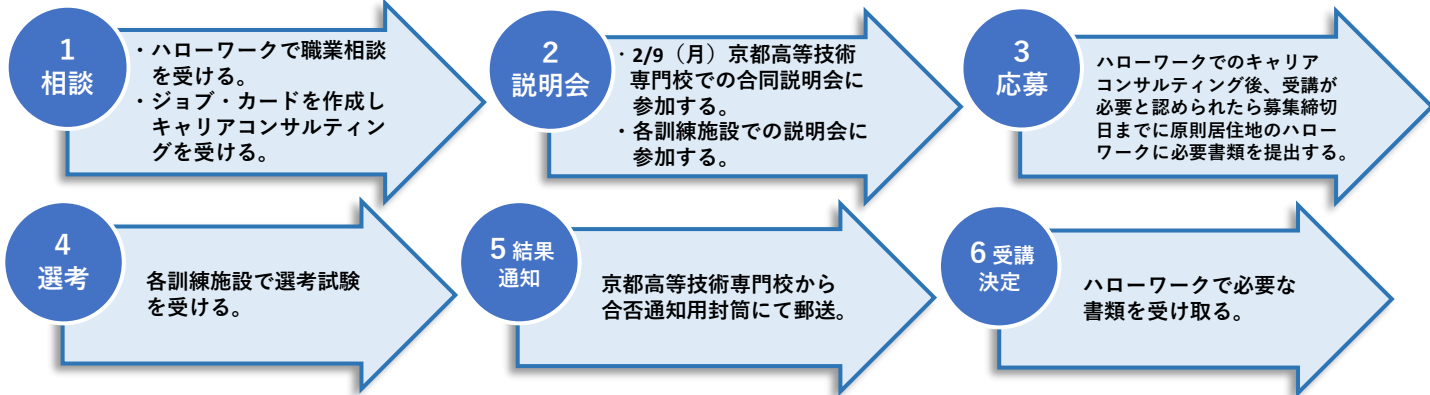 1
相談
・ハローワークで職業相談
を受ける。
・ジョブ・カードを作成し
キャリアコンサルティン
グを受ける。
2
説明会
・2/9（月）京都高等技術
専門校での合同説明会に
参加する。
・各訓練施設での説明会に
参加する。
3
応募
ハローワークでのキャリア
コンサルティング後、受講が
必要と認められたら募集締切
日までに原則居住地のハロー
ワークに必要書類を提出する。
4
選考
各訓練施設で選考試験
を受ける。
5 結果
通知
京都高等技術専門校から
合否通知用封筒にて郵送。
6 受講
決定
ハローワークで必要な
書類を受け取る。